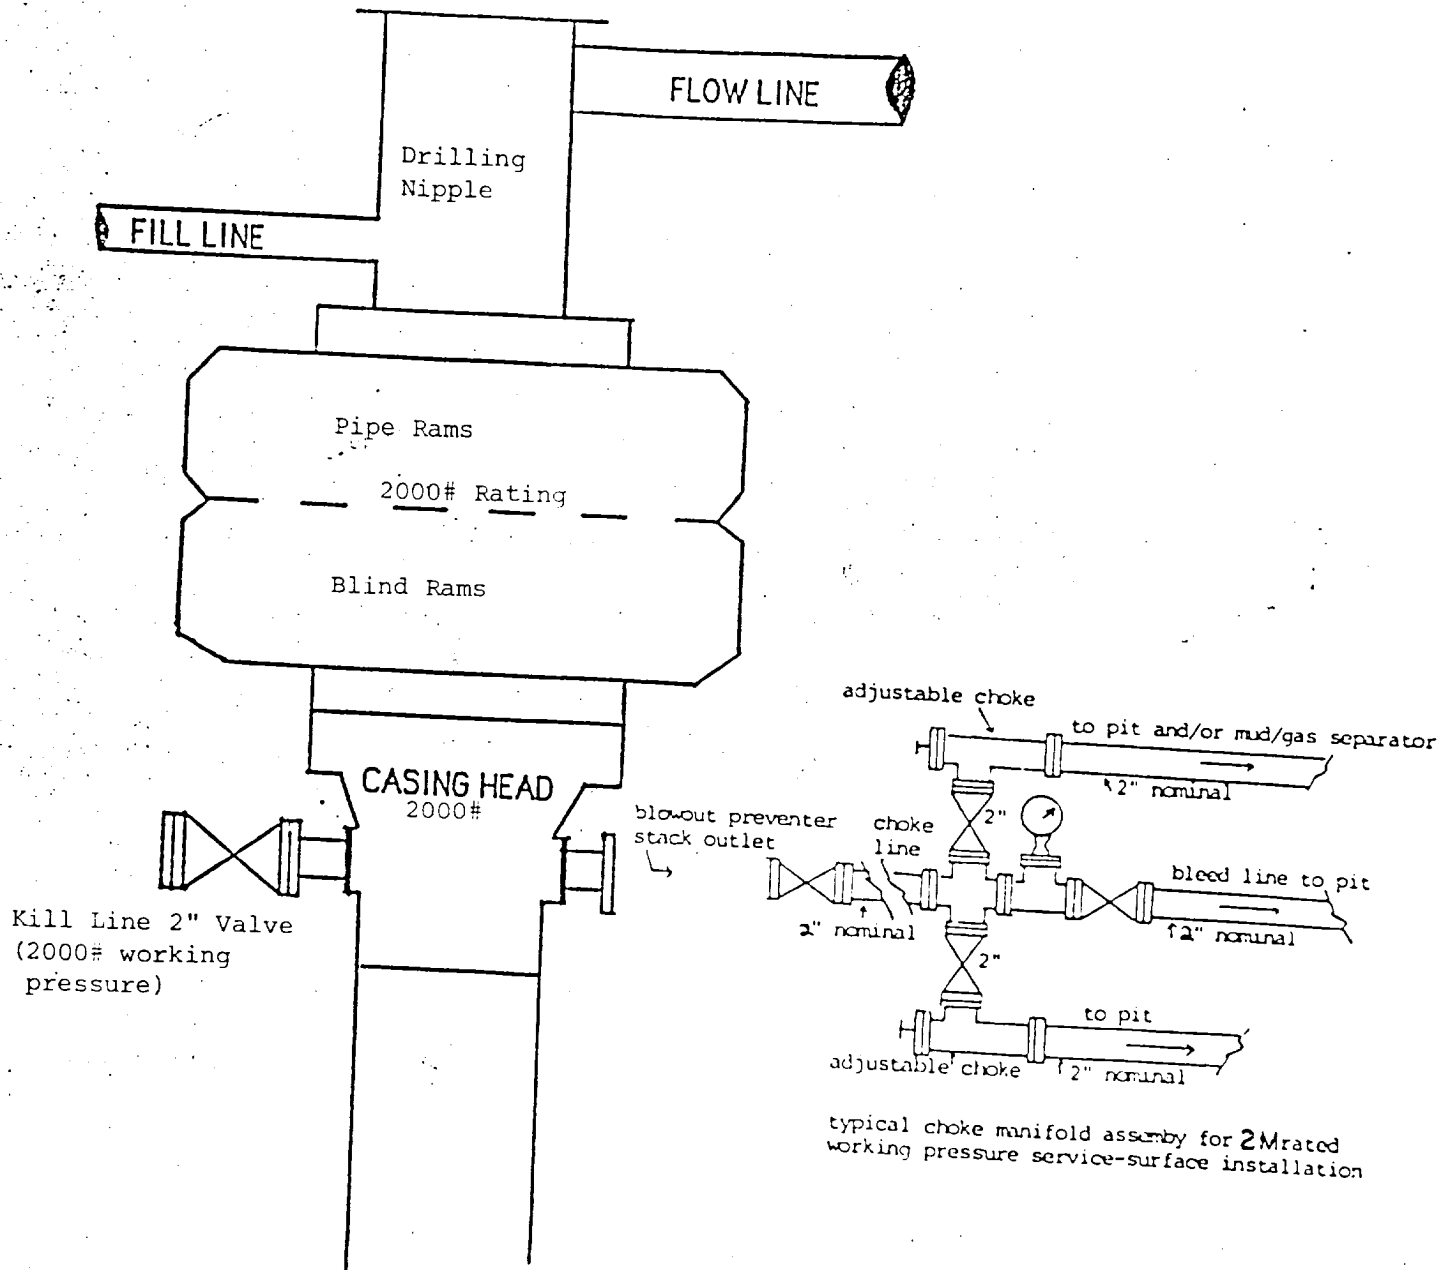 FLOW LINE
Drilling
Nipple
FILL LINE
Pipe Rams
2000# Rating
Blind Rams
CASING HEAD
2000#
Kill Line 2" Valve
(2000# working
pressure)
blowout preventer
stack outlet
choke
line
adjustable choke
to pit and/or mud/gas separator
2" nominal
2"
bleed line to pit
2" nominal
2" nominal
2"
to pit
adjustable choke
2" nominal
typical choke manifold assemby for 2M rated
working pressure service-surface installation